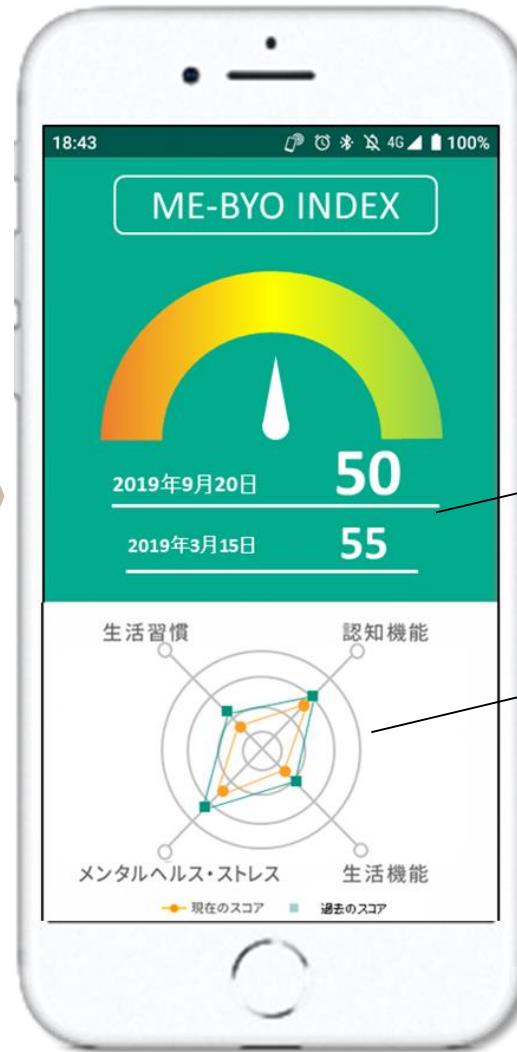 18:43 4G 100%
ME-BYO INDEX
2019年9月20日 50
2019年3月15日 55
生活習慣 認知機能
メンタルヘルス・ストレス 生活機能
現在のスコア 過去のスコア